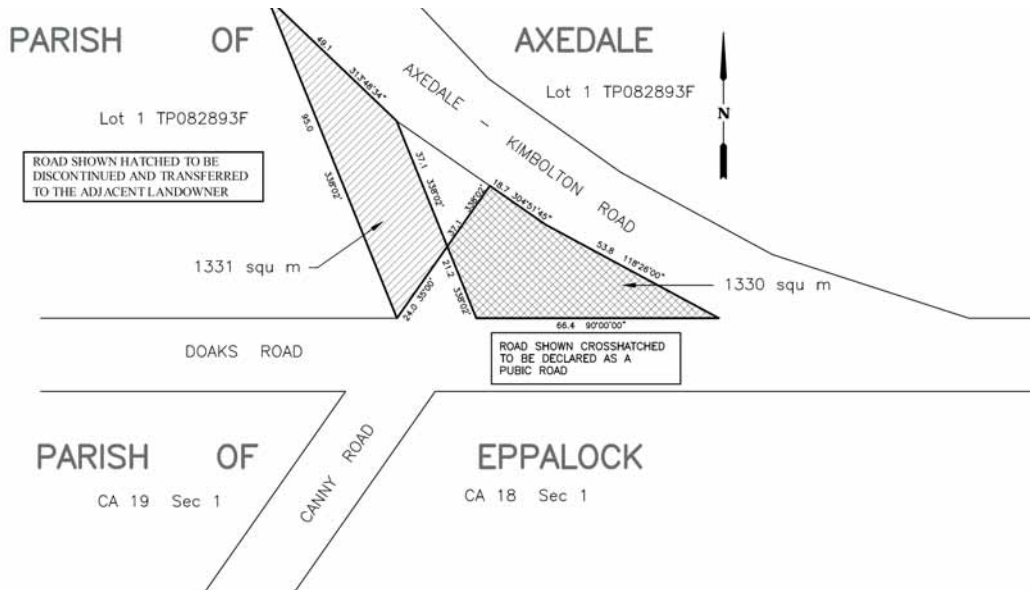 PARISH OF AXEDALE
Lot 1 TP082893F
Lot 1 TP082893F
ROAD SHOWN HATCHED TO BE
DISCONTINUED AND TRANSFERRED
TO THE ADJACENT LANDOWNER
AXEDALE - KIMBOLTON ROAD
N
49.1 313°48'34"
95.0 338°02'
37.1 338°02'
37.1 338°02'
18.7 304°51'45"
53.8 118°26'00"
1331 squ m
1330 squ m
21.2 338°02'
24.0 35°00'
66.4 90°00'00"
DOAKS ROAD
ROAD SHOWN CROSSHATCHED
TO BE DECLARED AS A
PUBIC ROAD
PARISH OF EPPALOCK
CANNY ROAD
CA 19 Sec 1
CA 18 Sec 1